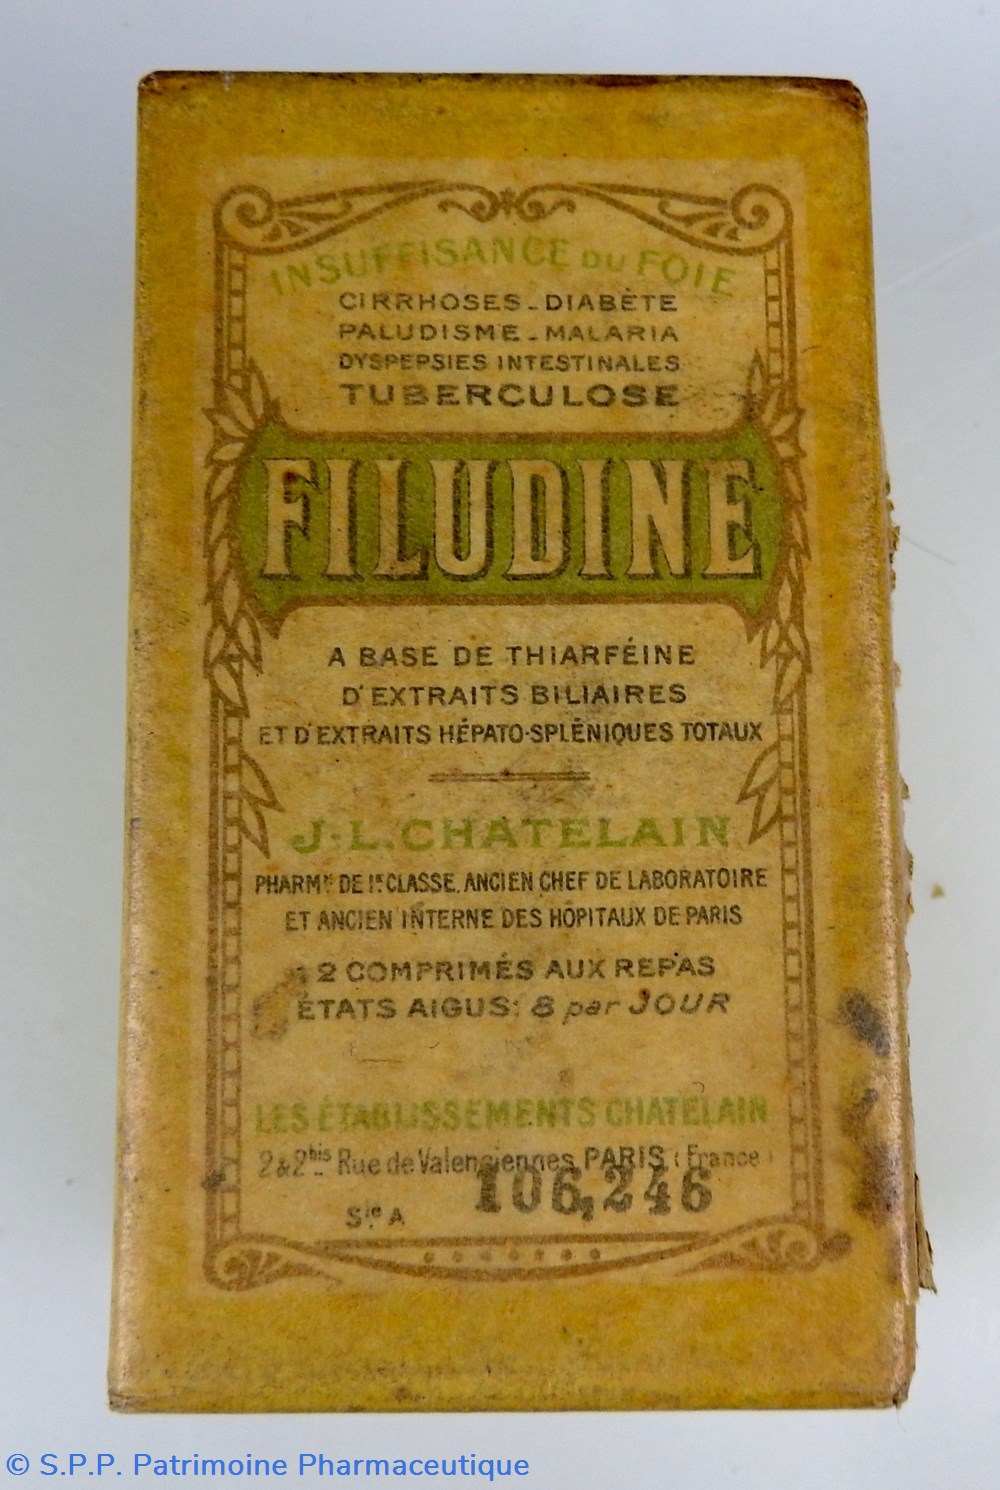 INSUFFISANCE DU FOIE
CIRRHOSES - DIABÈTE
PALUDISME - MALARIA
DYSPEPSIES INTESTINALES
TUBERCULOSE
FILUDINE
A BASE DE THIARFÉINE
D'EXTRAITS BILIAIRES
ET D'EXTRAITS HÉPATO-SPLÉNIQUES TOTAUX
J-L. CHATELAIN
PHARMEN DE 1RE CLASSE, ANCIEN CHEF DE LABORATOIRE
ET ANCIEN INTERNE DES HÔPITAUX DE PARIS
2 COMPRIMÉS AUX REPAS
ÉTATS AIGUS: 8 par JOUR
LES ÉTABLISSEMENTS CHATELAIN
2 & 2bis Rue de Valenciennes PARIS (France)
106,246
Sie A
© S.P.P. Patrimoine Pharmaceutique